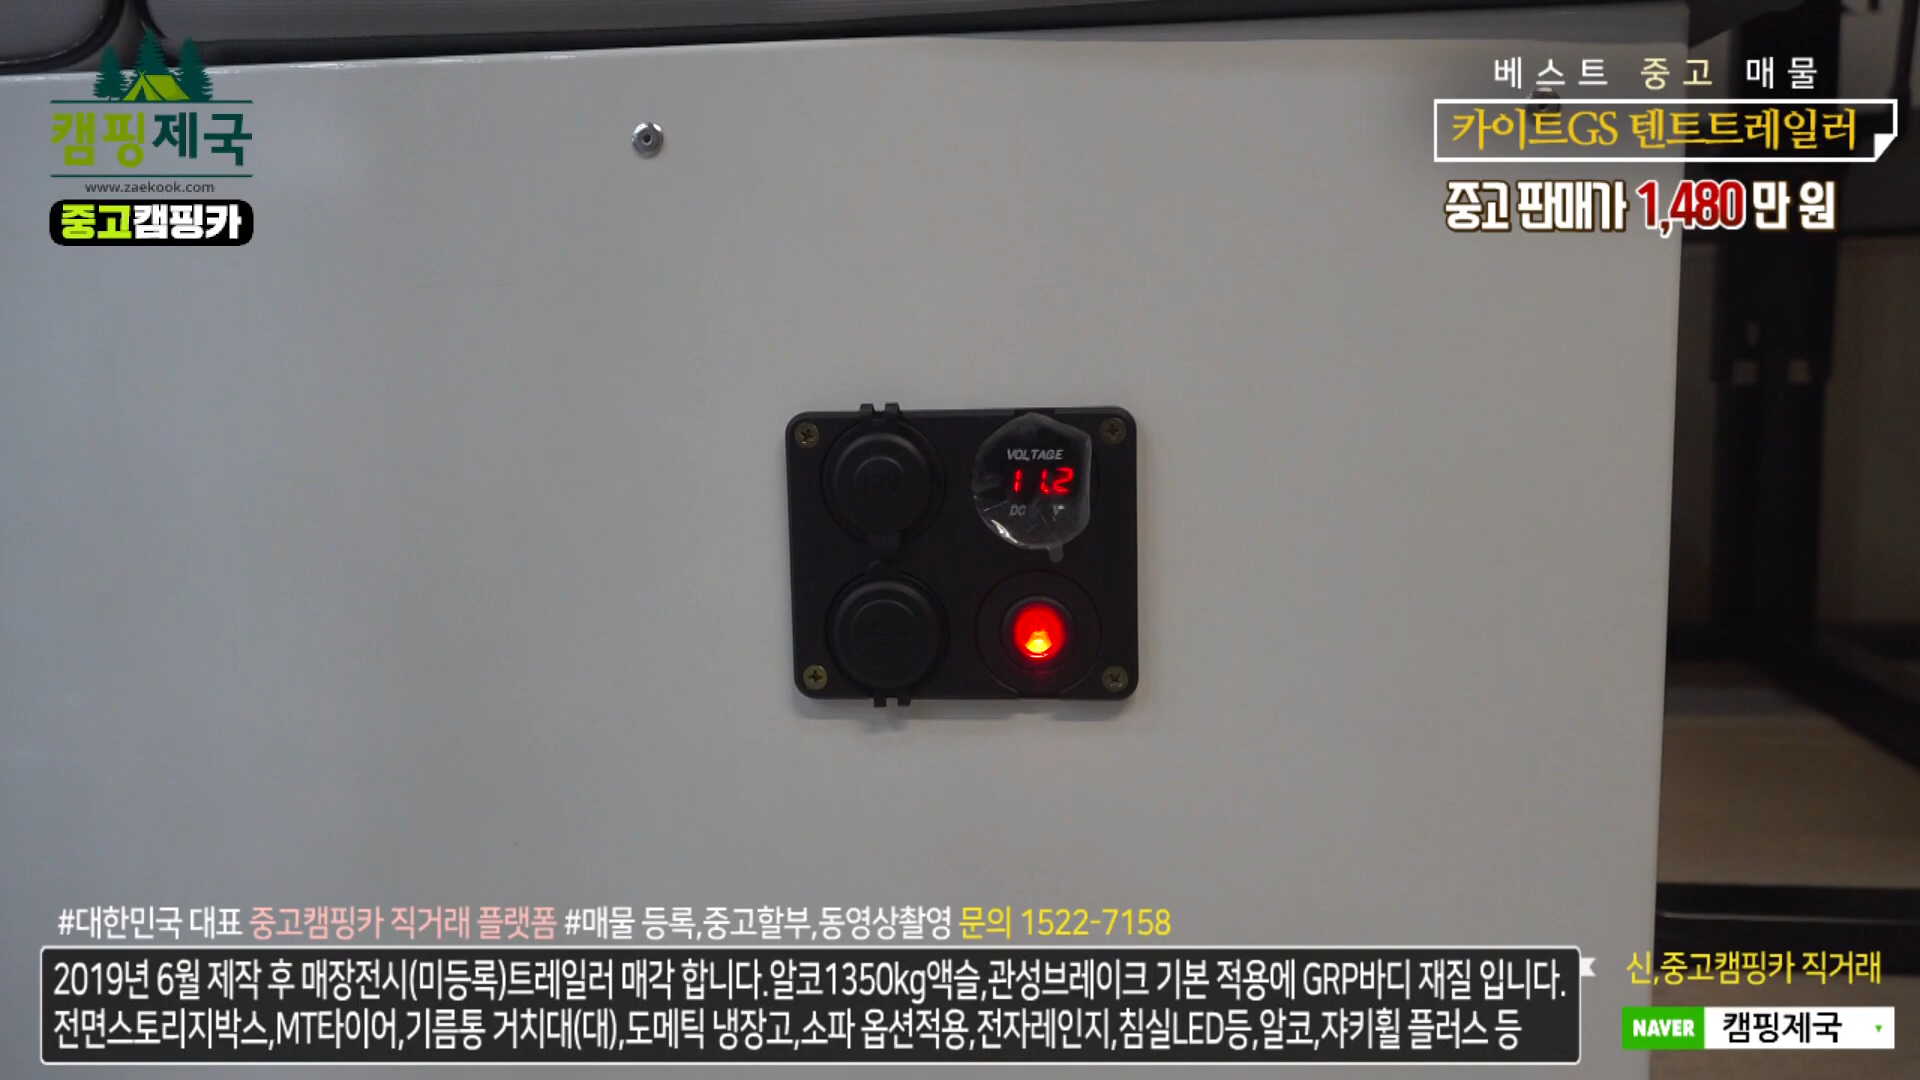 캠핑제국
www.zaekook.com
중고캠핑카
베스트 중고 매물
카이트GS 텐트트레일러
중고 판매가 1,480만 원
12V
VOLTAGE
11.2
DC V
#대한민국 대표 중고캠핑카 직거래 플랫폼 #매물 등록,중고할부,동영상촬영 문의 1522-7158
2019년 6월 제작 후 매장전시(미등록)트레일러 매각 합니다.알코1350kg액슬,관성브레이크 기본 적용에 GRP바디 재질 입니다.
전면스토리지박스,MT타이어,기름통 거치대(대),도메틱 냉장고,소파 옵션적용,전자레인지,침실LED등,알코,쟈키휠 플러스 등
신,중고캠핑카 직거래
NAVER 캠핑제국